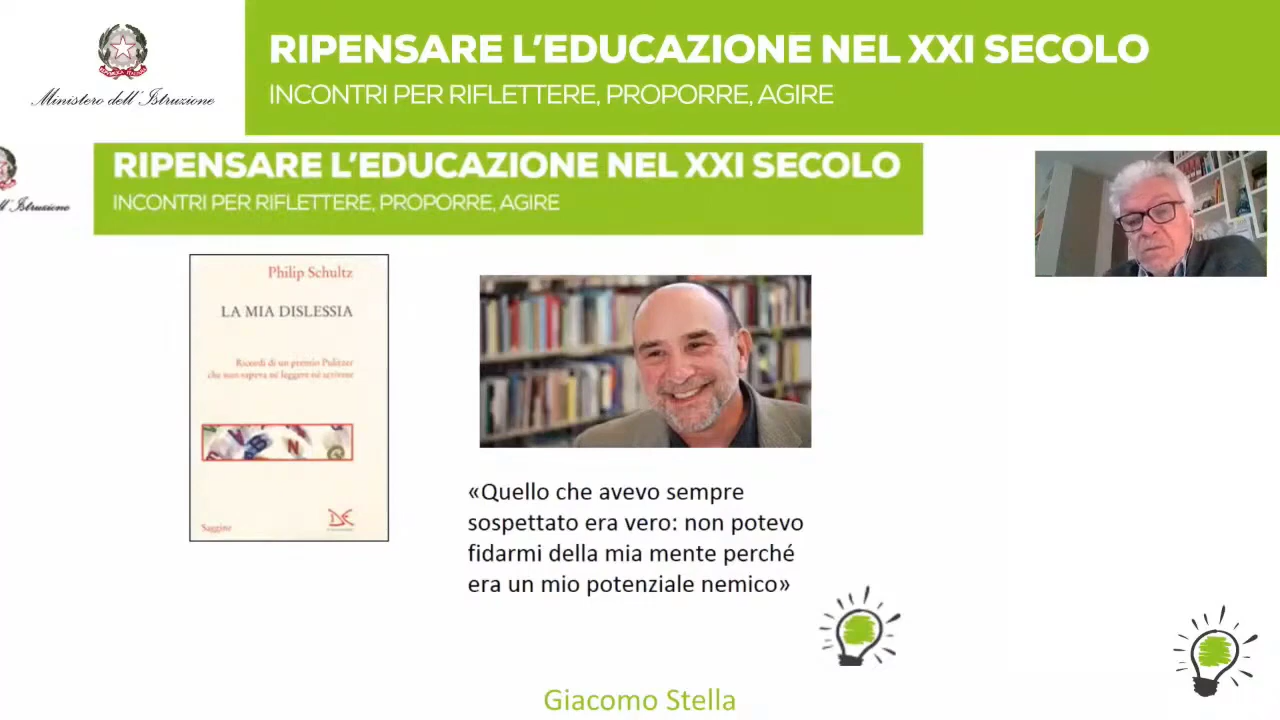 Ministero dell'Istruzione
RIPENSARE L'EDUCAZIONE NEL XXI SECOLO
INCONTRI PER RIFLETTERE, PROPORRE, AGIRE
RIPENSARE L'EDUCAZIONE NEL XXI SECOLO
INCONTRI PER RIFLETTERE, PROPORRE, AGIRE
ll'Istruzione
Philip Schultz
LA MIA DISLESSIA
Ricordi di un premio Pulitzer
che non sapeva né leggere né scrivere
Saggine
«Quello che avevo sempre
sospettato era vero: non potevo
fidarmi della mia mente perché
era un mio potenziale nemico»
Giacomo Stella